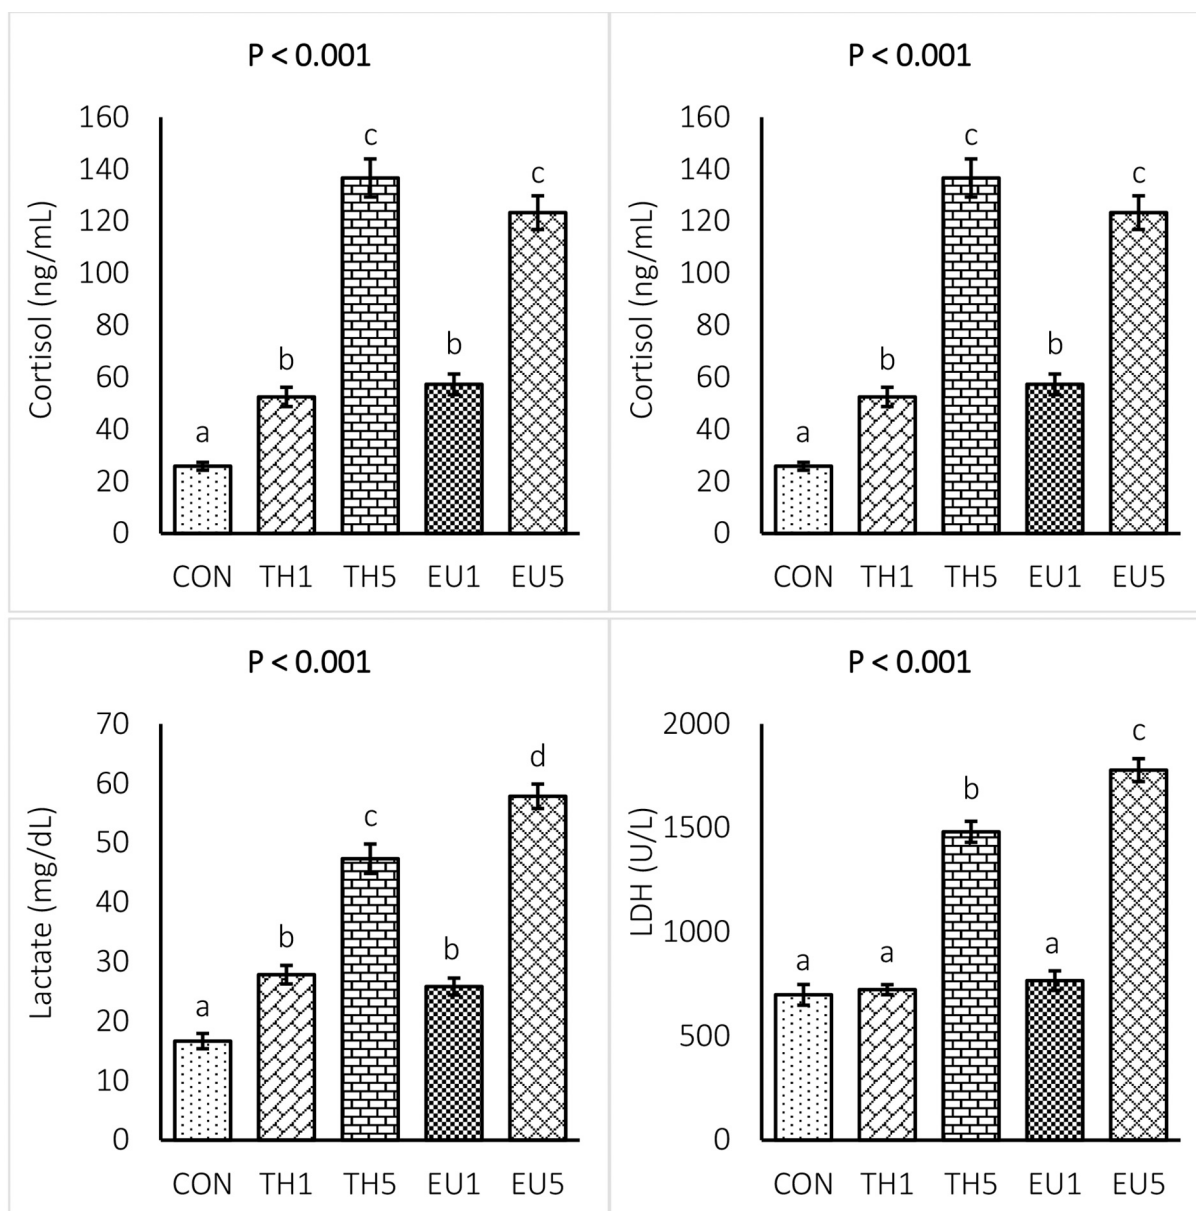 P < 0.001
Cortisol (ng/mL)
160
140
120
100
80
60
40
20
0
a
b
c
b
c
CON TH1 TH5 EU1 EU5
P < 0.001
Cortisol (ng/mL)
160
140
120
100
80
60
40
20
0
a
b
c
b
c
CON TH1 TH5 EU1 EU5
P < 0.001
Lactate (mg/dL)
70
60
50
40
30
20
10
0
a
b
c
b
d
CON TH1 TH5 EU1 EU5
P < 0.001
LDH (U/L)
2000
1500
1000
500
0
a
a
b
a
c
CON TH1 TH5 EU1 EU5